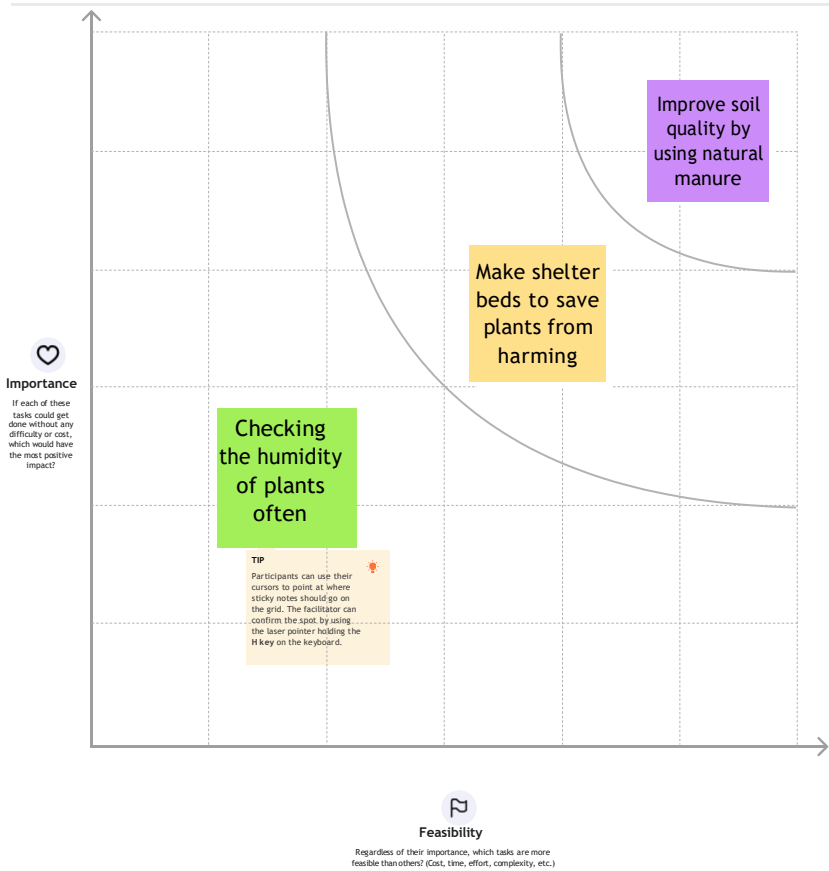 Improve soil
quality by
using natural
manure
Make shelter
beds to save
plants from
harming
Importance
If each of these
tasks could get
done without any
difficulty or cost,
which would have
the most positive
impact?
Checking
the humidity
of plants
often
TIP
Participants can use their
cursors to point at where
sticky notes should go on
the grid. The facilitator can
confirm the spot by using
the laser pointer holding the
H key on the keyboard.
Feasibility
Regardless of their importance, which tasks are more
feasible than others? (Cost, time, effort, complexity, etc.)